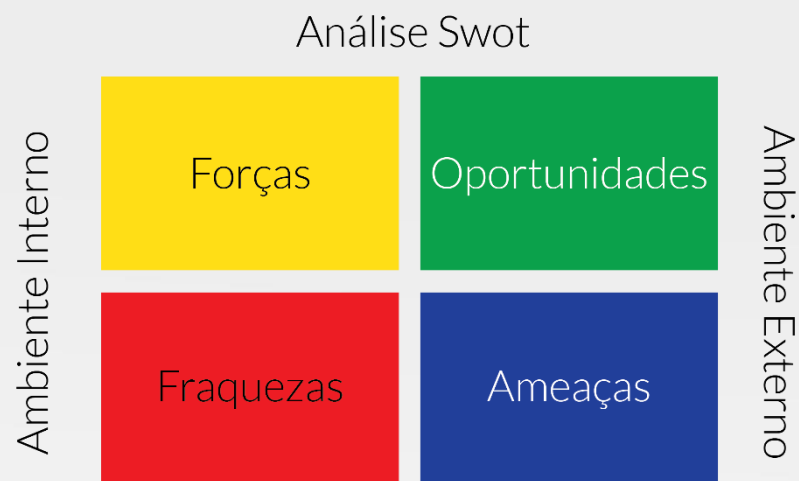 Análise Swot
Ambiente Interno
Forças
Oportunidades
Fraquezas
Ameaças
Ambiente Externo